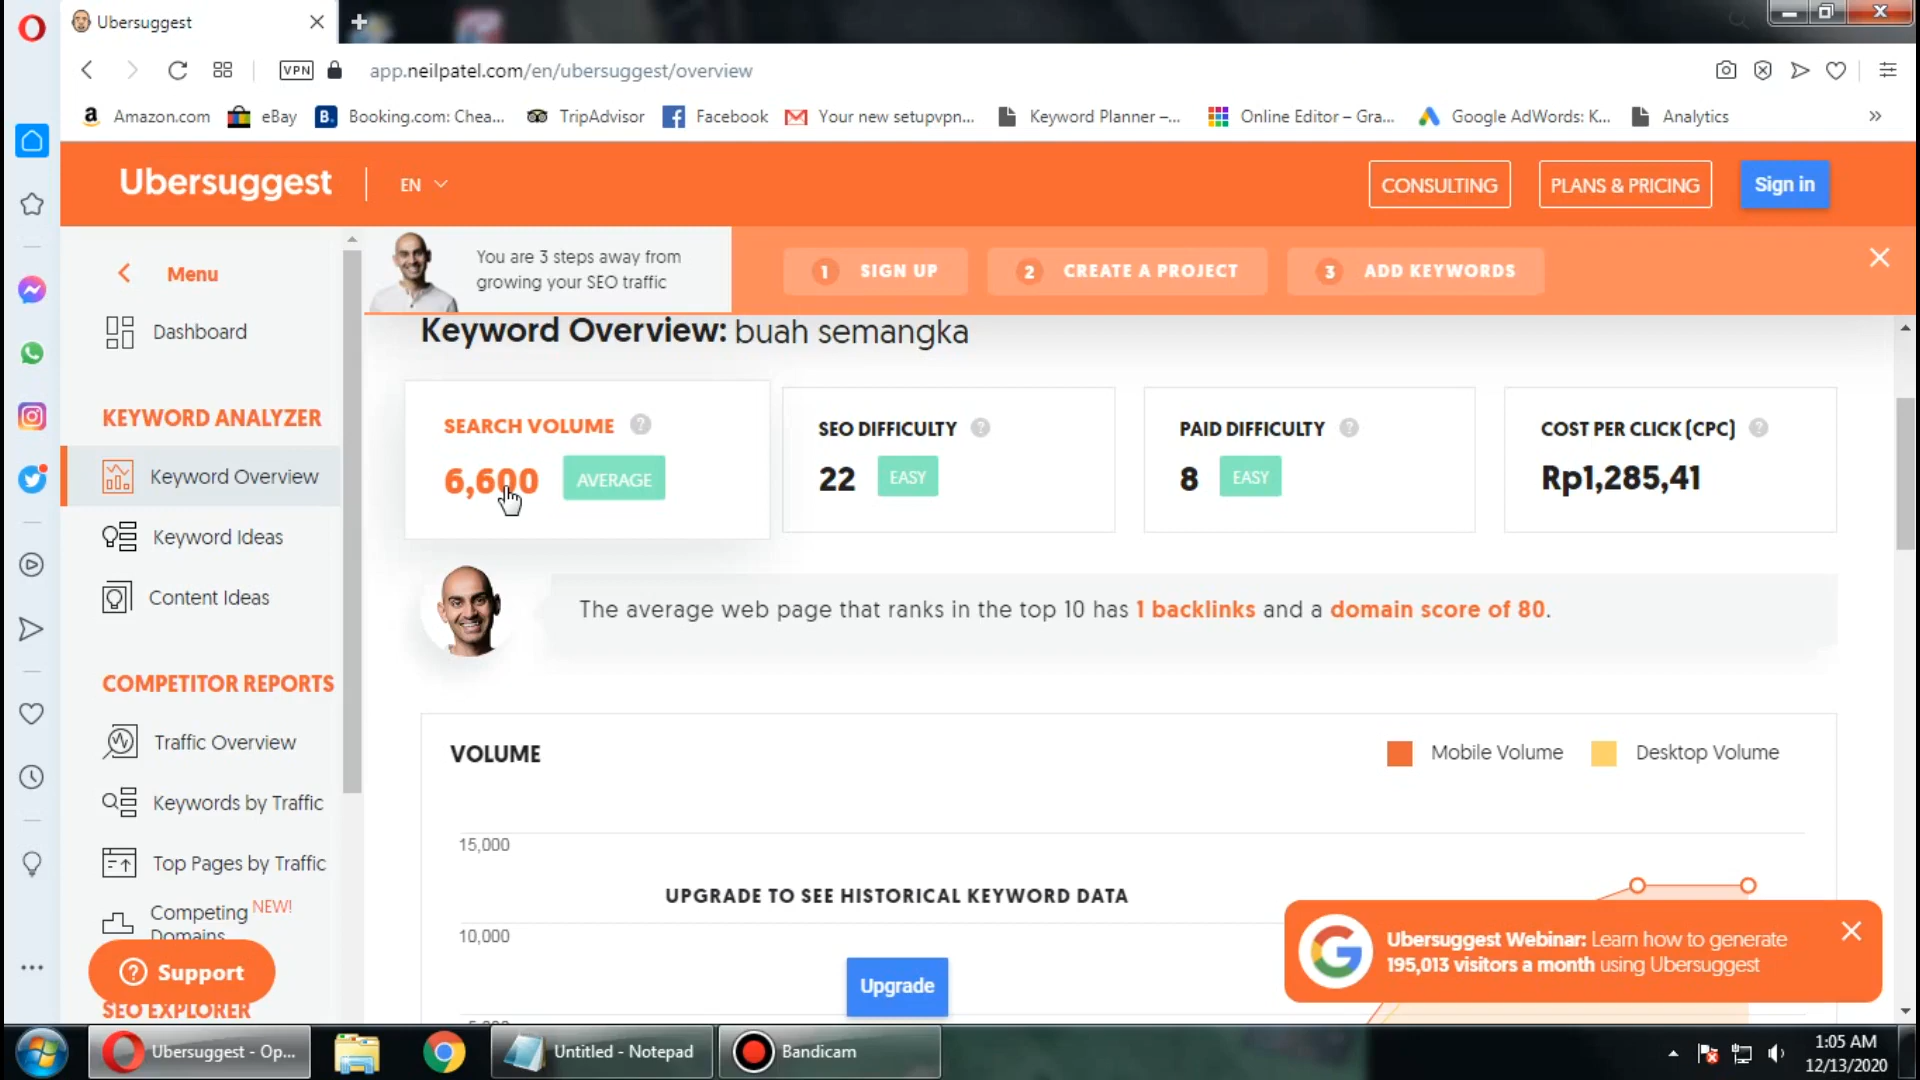 Ubersuggest
VPN
app.neilpatel.com/en/ubersuggest/overview
Amazon.com
eBay
Booking.com: Chea...
TripAdvisor
Facebook
Your new setupvpn...
Keyword Planner –...
Online Editor – Gra...
Google AdWords: K...
Analytics
Ubersuggest
EN
CONSULTING
PLANS & PRICING
Sign in
You are 3 steps away from
growing your SEO traffic
1 SIGN UP
2 CREATE A PROJECT
3 ADD KEYWORDS
Menu
Dashboard
KEYWORD ANALYZER
Keyword Overview
Keyword Ideas
Content Ideas
COMPETITOR REPORTS
Traffic Overview
Keywords by Traffic
Top Pages by Traffic
Competing NEW!
Domains
Support
SEO EXPLORER
Keyword Overview: buah semangka
SEARCH VOLUME ?
6,600 AVERAGE
SEO DIFFICULTY ?
22 EASY
PAID DIFFICULTY ?
8 EASY
COST PER CLICK (CPC) ?
Rp1,285,41
The average web page that ranks in the top 10 has 1 backlinks and a domain score of 80.
VOLUME
Mobile Volume
Desktop Volume
15,000
UPGRADE TO SEE HISTORICAL KEYWORD DATA
10,000
Upgrade
Ubersuggest Webinar: Learn how to generate
195,013 visitors a month using Ubersuggest
Ubersuggest - Op...
Untitled - Notepad
Bandicam
1:05 AM
12/13/2020